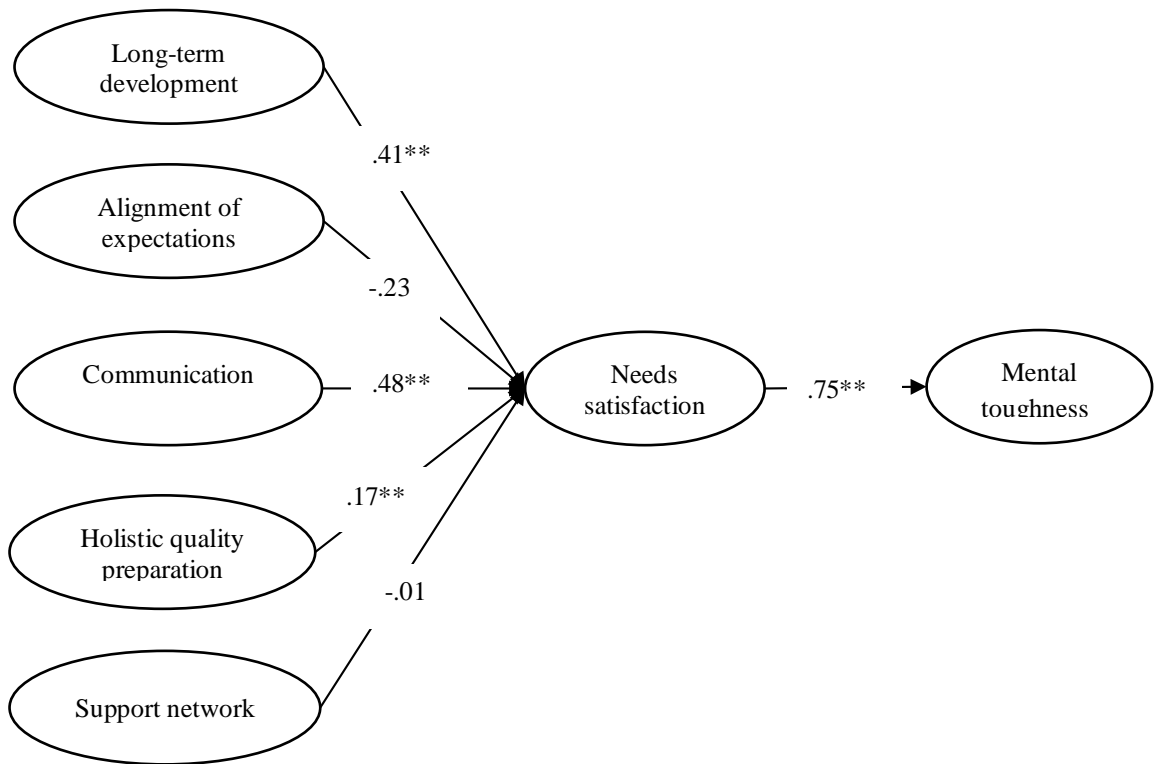 Long-term
development
.41**
Alignment of
expectations
-.23
Communication
.48**
Needs
satisfaction
.75**
Mental
toughness
.17**
Holistic quality
preparation
-.01
Support network